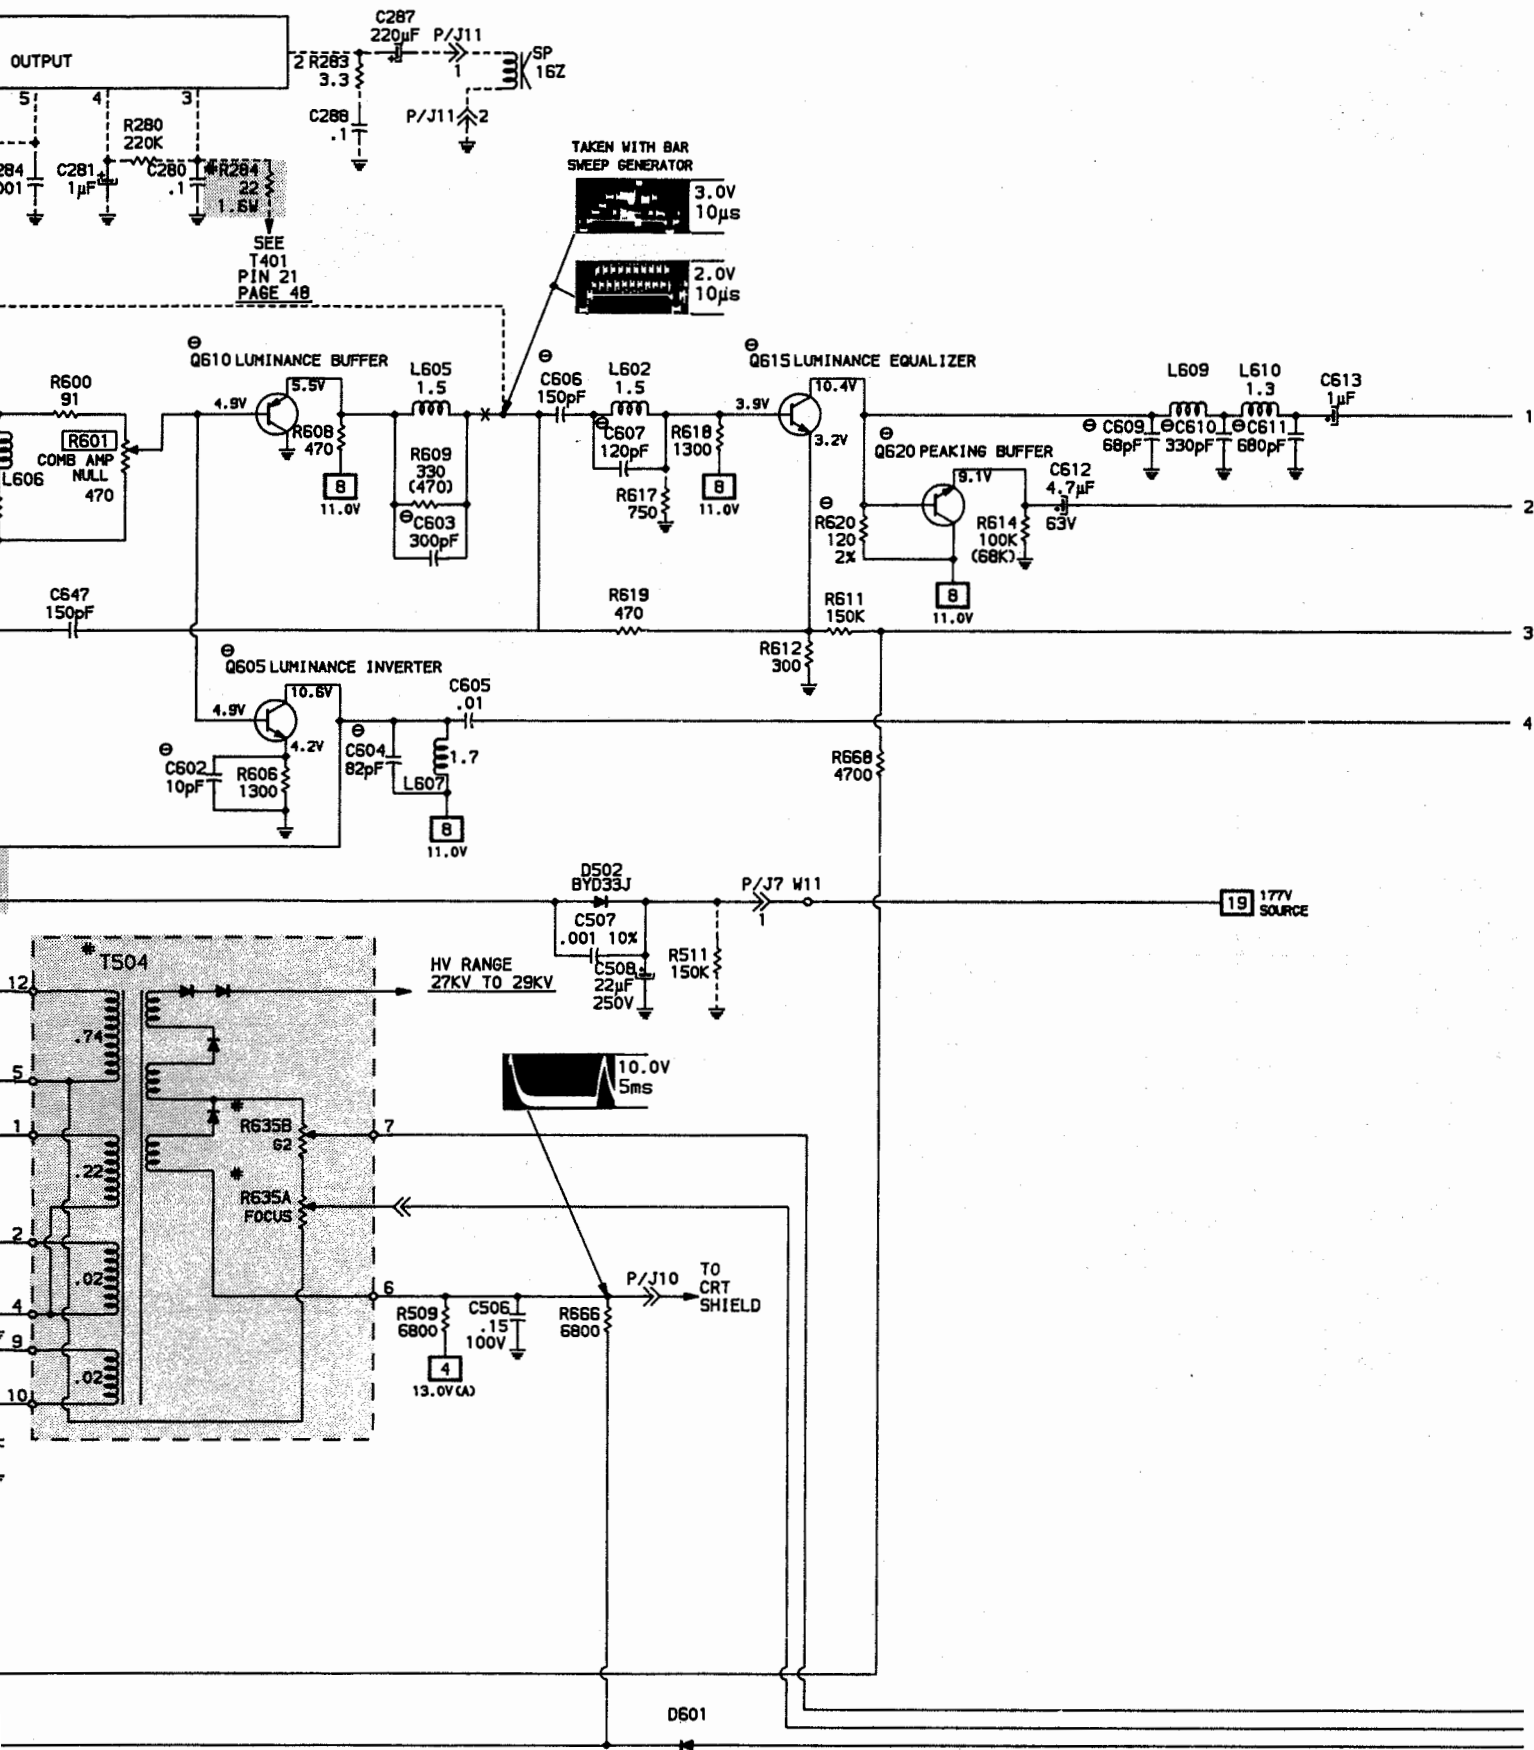 C287
220µF
P/J11
OUTPUT
2
R283
3.3
1
SP
16Z
5
4
3
R280
220K
C288
.1
P/J11
2
284
001
C281
1µF
C280
.1
*R284
22
1.6W
SEE
T401
PIN 21
PAGE 48
TAKEN WITH BAR
SWEEP GENERATOR
3.0V
10µs
2.0V
10µs
Q610 LUMINANCE BUFFER
R600
91
5.5V
4.9V
L605
1.5
C606
150pF
L602
1.5
Q615 LUMINANCE EQUALIZER
10.4V
3.9V
3.2V
L609
L610
1.3
C613
1µF
1
R601
COMB AMP
NULL
470
L606
R608
470
8
11.0V
R609
330
(470)
C603
300pF
C607
120pF
R618
1300
R617
750
8
11.0V
Q620 PEAKING BUFFER
9.1V
C609
68pF
C610
330pF
C611
680pF
C612
4.7µF
63V
2
R620
120
2%
R614
100K
(68K)
8
11.0V
C647
150pF
R619
470
R611
150K
3
R612
300
Q605 LUMINANCE INVERTER
10.6V
4.9V
4.2V
C605
.01
4
C602
10pF
R606
1300
C604
82pF
L607
1.7
8
11.0V
R668
4700
D502
BYD33J
P/J7 W11
1
19
177V
SOURCE
C507
.001 10%
C508
22µF
250V
R511
150K
*T504
HV RANGE
27KV TO 29KV
12
.74
5
10.0V
5ms
1
*
R635B
G2
7
.22
*
R635A
FOCUS
2
.02
4
6
R509
6800
C506
.15
100V
R666
6800
P/J10
TO
CRT
SHIELD
9
.02
10
4
13.0V(A)
D601